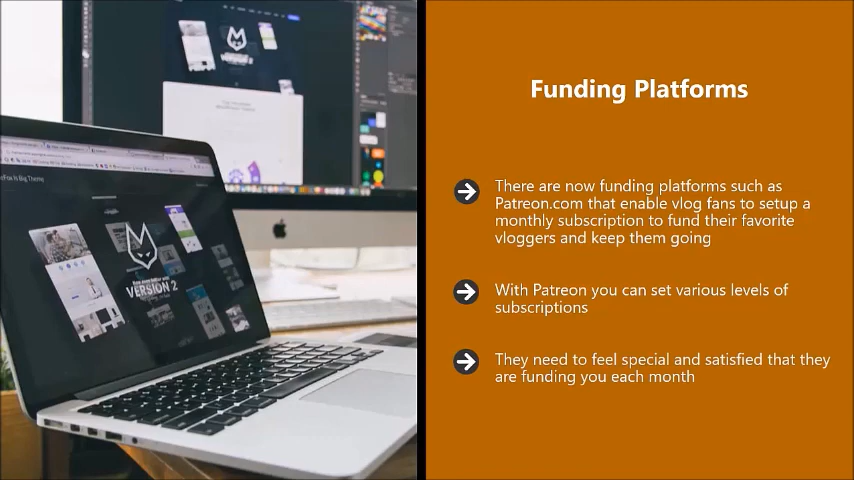 Funding Platforms
There are now funding platforms such as
Patreon.com that enable vlog fans to setup a
monthly subscription to fund their favorite
vloggers and keep them going
With Patreon you can set various levels of
subscriptions
They need to feel special and satisfied that they
are funding you each month
VERSION 2
VERSION 2